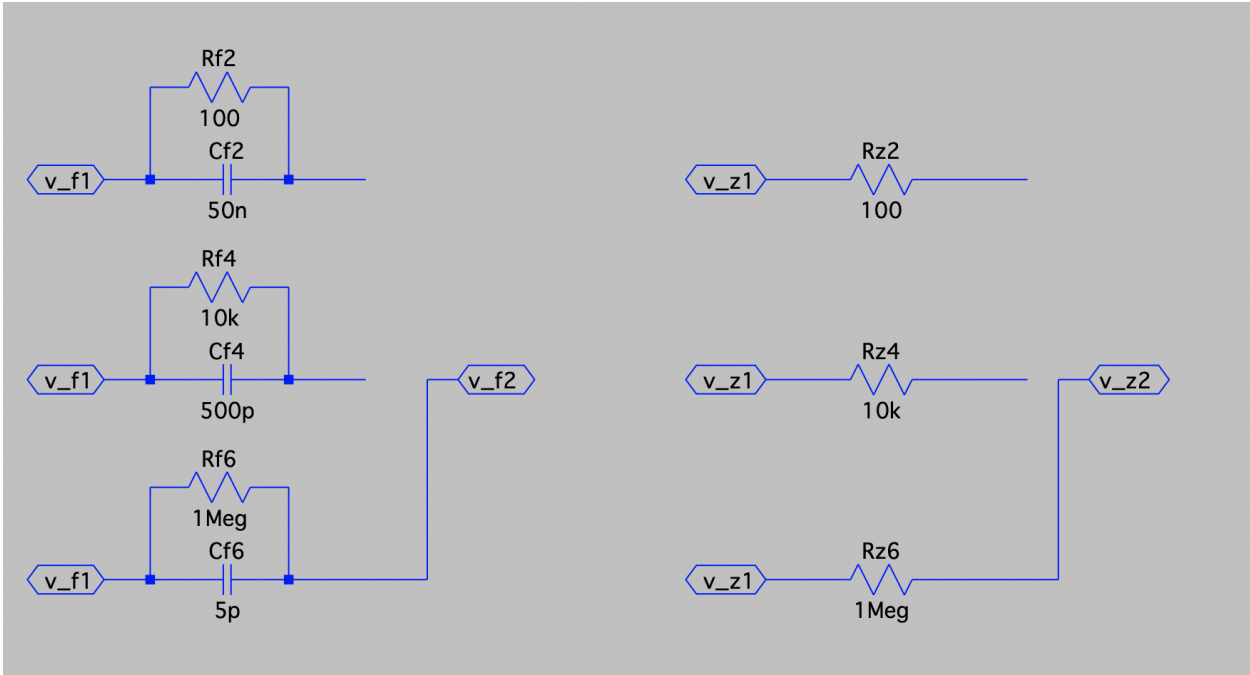 Rf2
100
Cf2
v_f1
50n
Rz2
v_z1
100
Rf4
10k
Cf4
v_f1
500p
v_f2
Rz4
v_z1
10k
v_z2
Rf6
1Meg
Cf6
v_f1
5p
Rz6
v_z1
1Meg